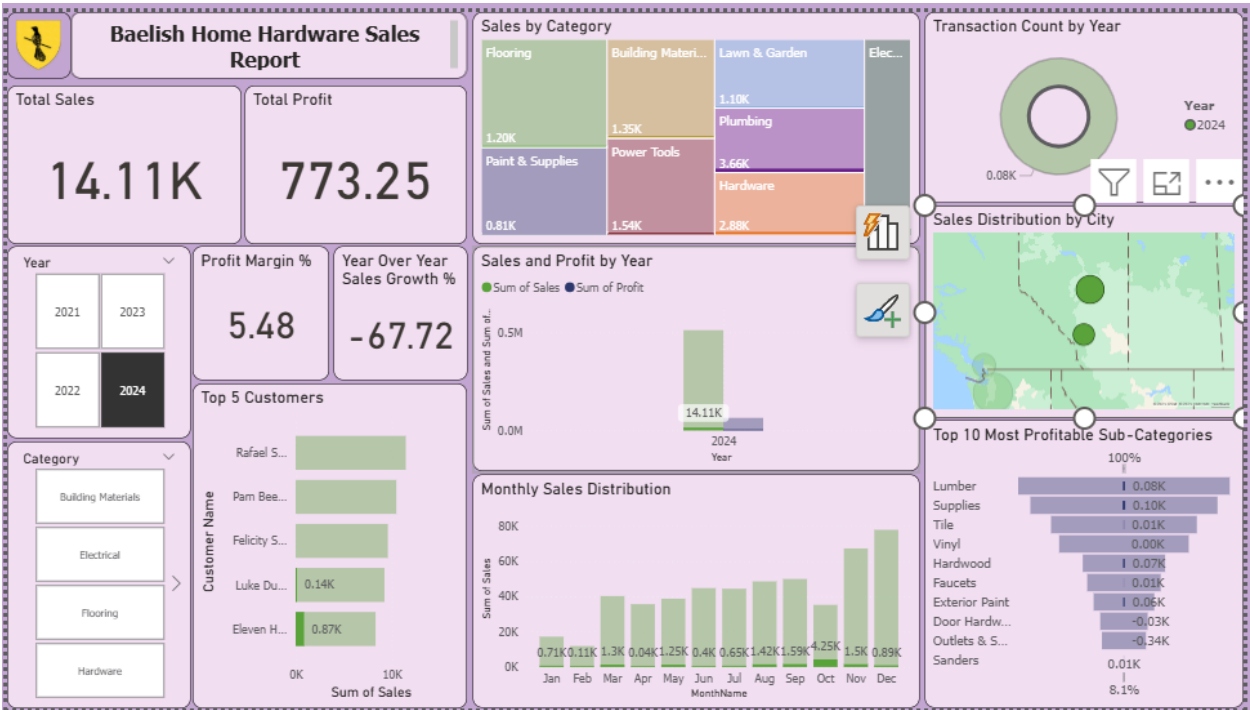 Baelish Home Hardware Sales
Report
Total Sales
14.11K
Total Profit
773.25
Year
2021
2023
2022
2024
Profit Margin %
5.48
Year Over Year
Sales Growth %
-67.72
Category
Building Materials
Electrical
Flooring
Hardware
Top 5 Customers
Customer Name
Rafael S...
Pam Bee...
Felicity S...
Luke Du...
0.14K
Eleven H...
0.87K
0K
10K
Sum of Sales
Sales by Category
Flooring
1.20K
Paint & Supplies
0.81K
Building Materi...
1.35K
Power Tools
1.54K
Lawn & Garden
1.10K
Plumbing
3.66K
Hardware
2.88K
Elec...
Sales and Profit by Year
Sum of Sales
Sum of Profit
Sum of Sales and Sum of...
0.5M
0.0M
14.11K
2024
Year
Monthly Sales Distribution
Sum of Sales
80K
60K
40K
20K
0K
0.71K 0.11K 1.3K 0.04K 1.25K 0.4K 0.65K 1.42K 1.59K 4.25K 1.5K 0.89K
Jan Feb Mar Apr May Jun Jul Aug Sep Oct Nov Dec
MonthName
Transaction Count by Year
0.08K
Year
2024
Sales Distribution by City
Top 10 Most Profitable Sub-Categories
100%
Lumber 0.08K
Supplies 0.10K
Tile 0.01K
Vinyl 0.00K
Hardwood 0.07K
Faucets 0.01K
Exterior Paint 0.06K
Door Hardw... -0.03K
Outlets & S... -0.34K
Sanders 0.01K
8.1%